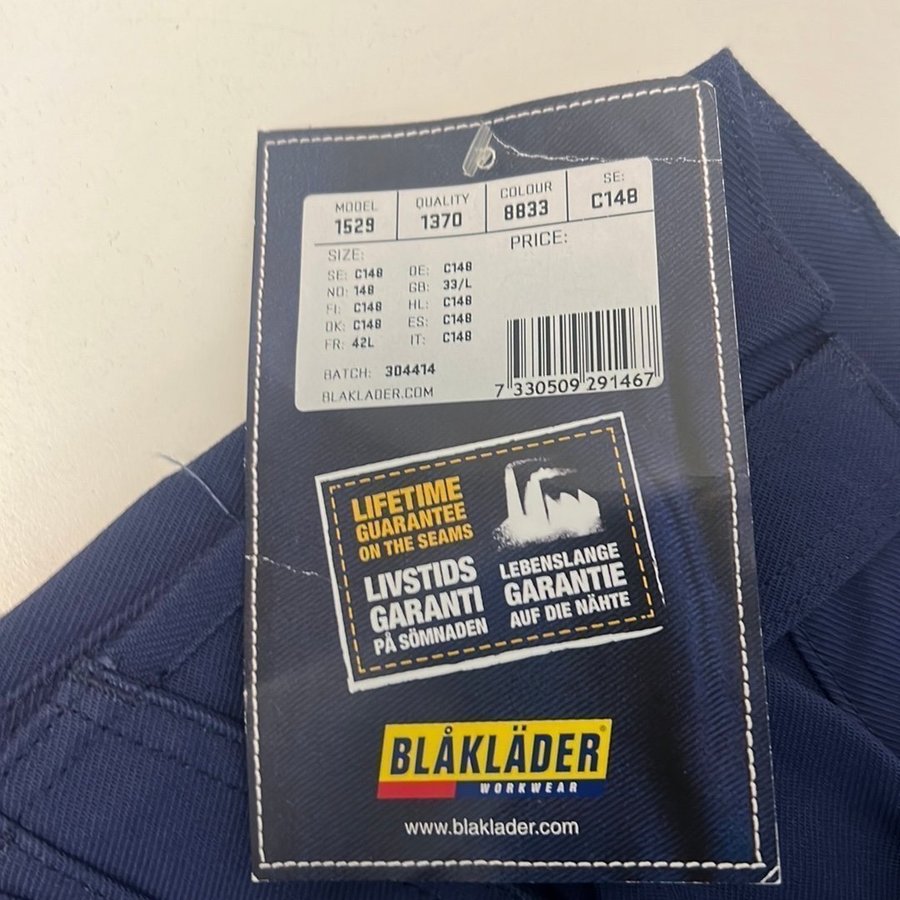 MODEL QUALITY COLOUR SE:
1529 1370 8833 C148
SIZE: PRICE:
SE: C148 DE: C148
NO: 148 GB: 33/L
FI: C148 HL: C148
DK: C148 ES: C148
FR: 42L IT: C148
BATCH: 304414
BLAKLADER.COM
7 330509 291467
LIFETIME
GUARANTEE
ON THE SEAMS
LIVSTIDS
GARANTI
PÅ SÖMNADEN
LEBENSLANGE
GARANTIE
AUF DIE NÄHTE
BLÅKLÄDER®
WORKWEAR
www.blaklader.com